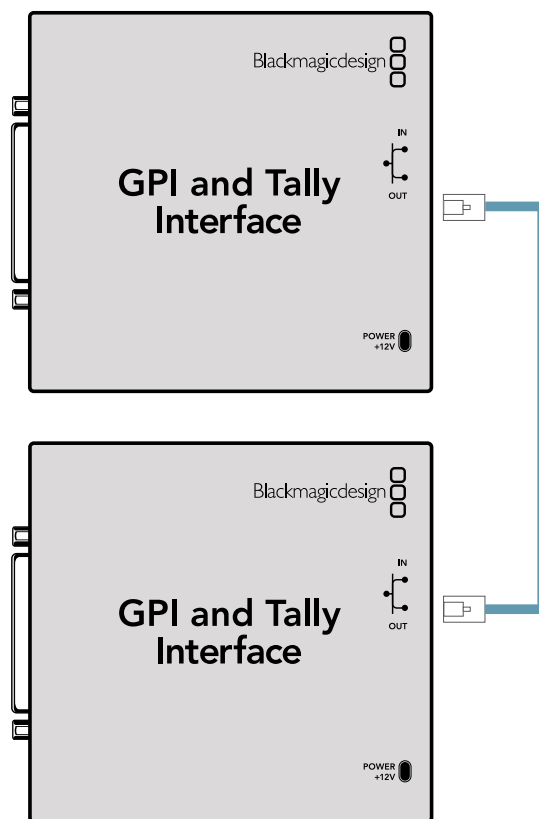 Blackmagicdesign
IN
OUT
GPI and Tally
Interface
POWER
+12V
Blackmagicdesign
IN
OUT
GPI and Tally
Interface
POWER
+12V